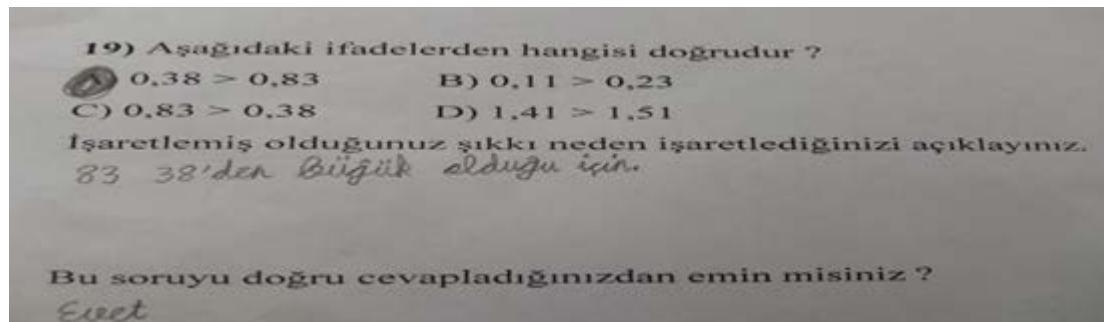 19) Aşağıdaki ifadelerden hangisi doğrudur ?
A) 0,38 > 0,83 B) 0,11 > 0,23
C) 0,83 > 0,38 D) 1,41 > 1,51
İşaretlemiş olduğunuz şıkkı neden işaretlediğinizi açıklayınız.
83 38'den Büyük olduğu için.
Bu soruyu doğru cevapladığınızdan emin misiniz ?
Evet